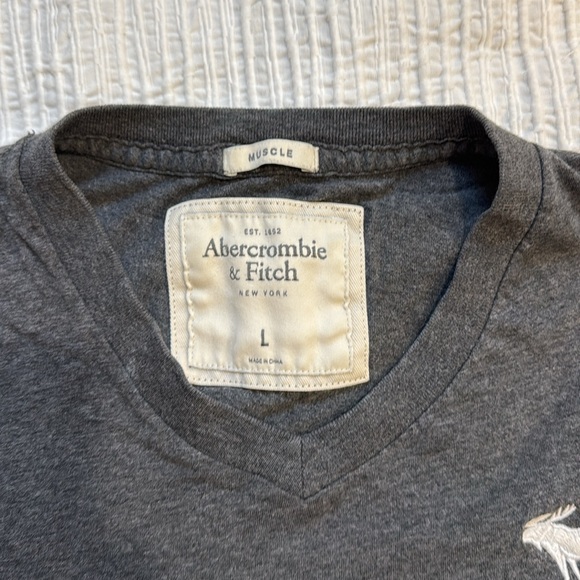 MUSCLE
EST. 1892
Abercrombie
& Fitch
NEW YORK
L
MADE IN CHINA